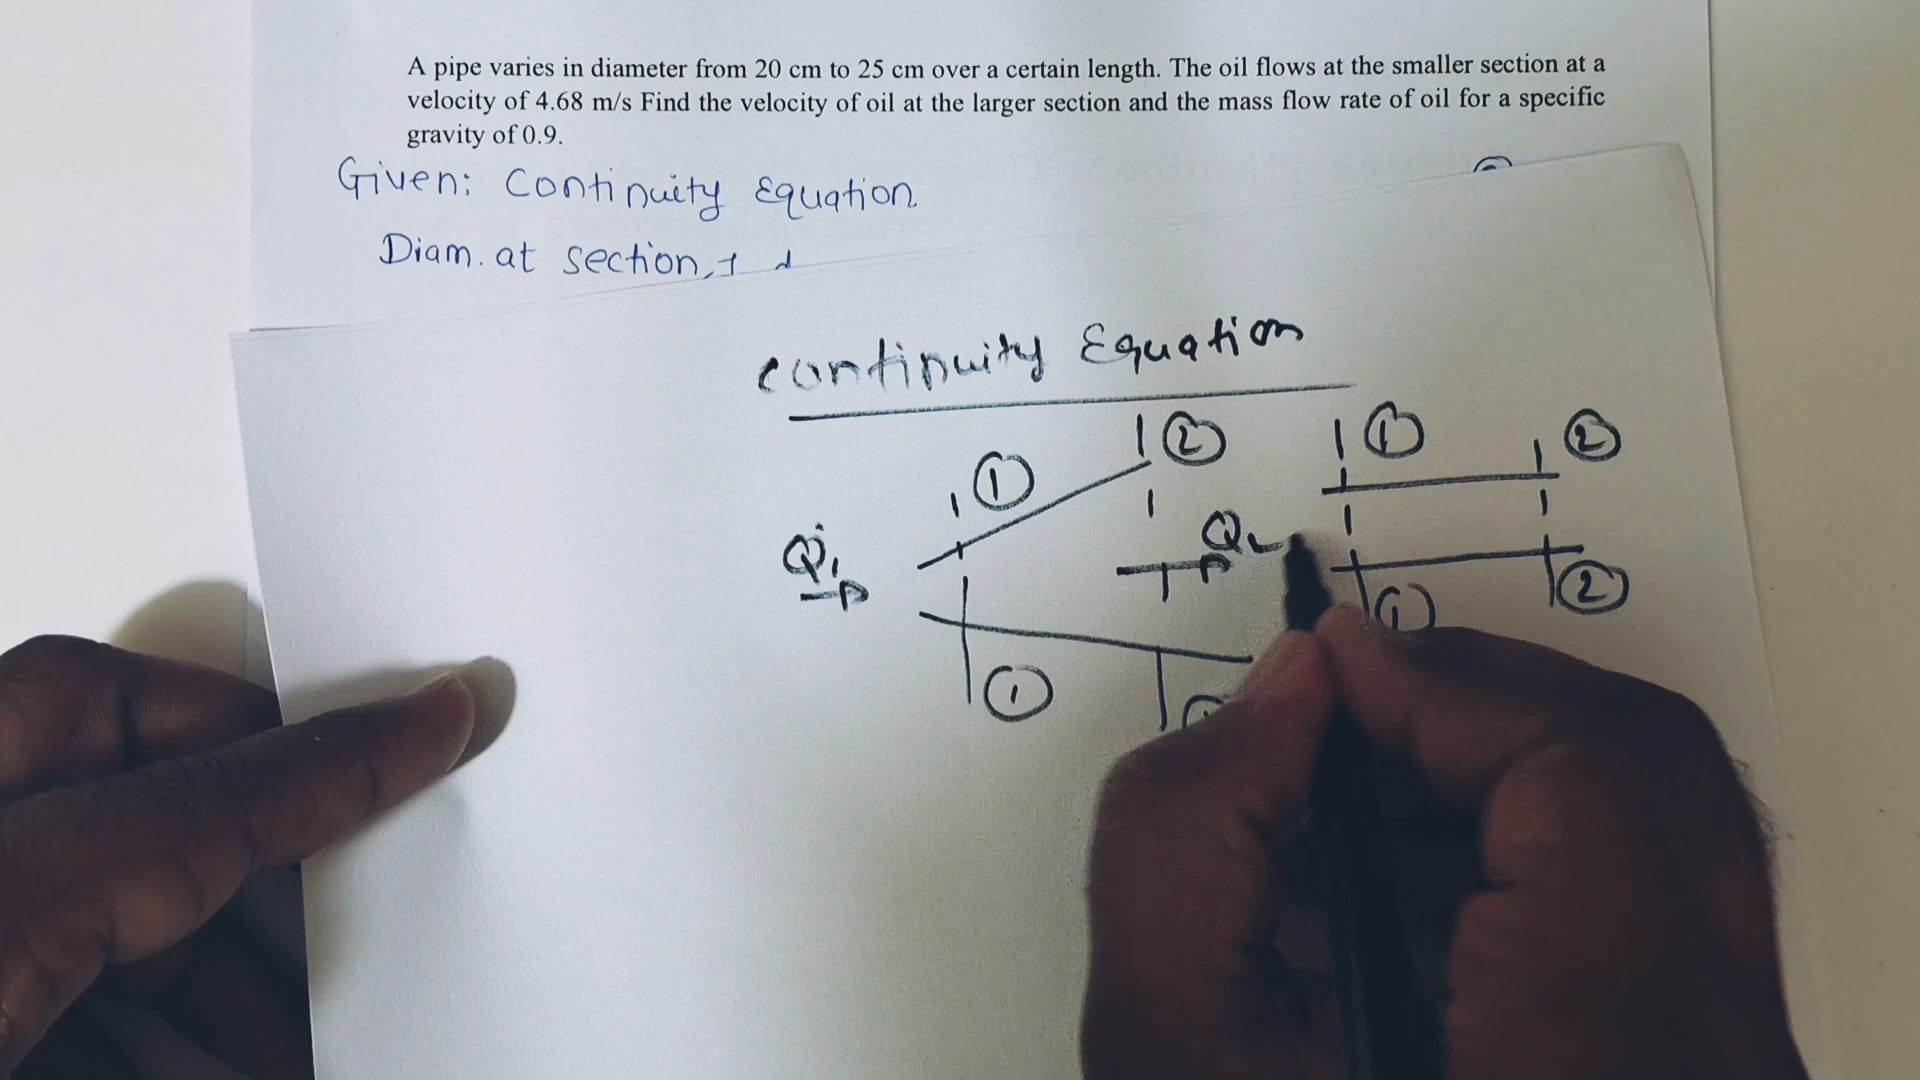 A pipe varies in diameter from 20 cm to 25 cm over a certain length. The oil flows at the smaller section at a
velocity of 4.68 m/s Find the velocity of oil at the larger section and the mass flow rate of oil for a specific
gravity of 0.9.
Given: Continuity Equation
Diam. at section, 1 d
Continuity Equation
1 2 1 2
Q1 Q2
1 1 2